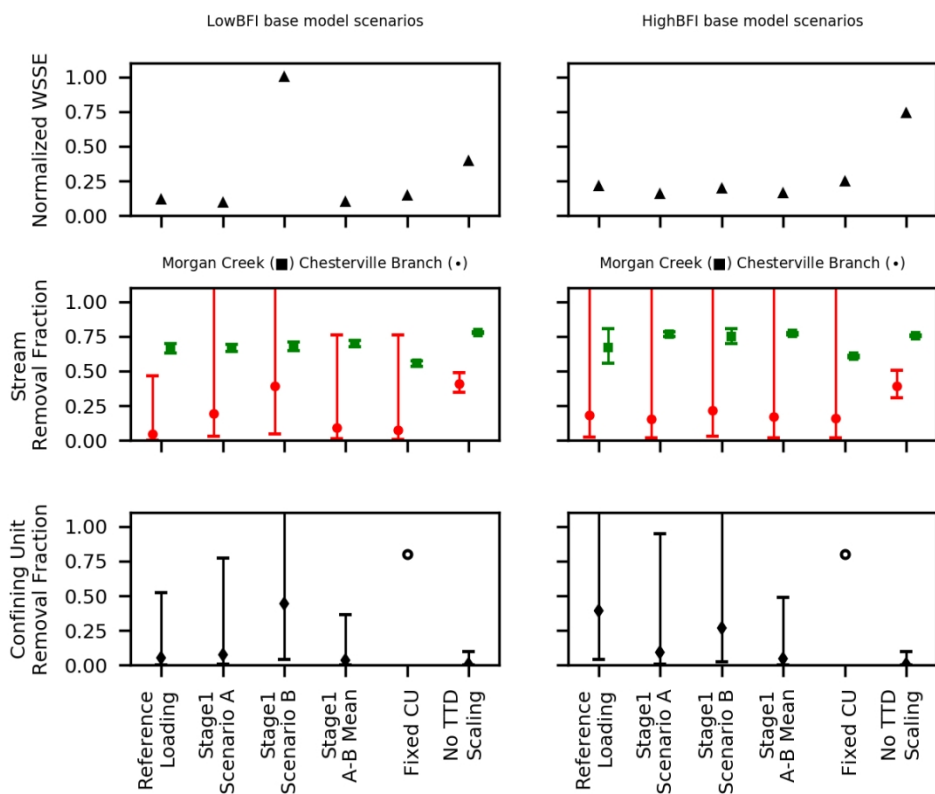 LowBFI base model scenarios
HighBFI base model scenarios
Normalized WSSE
1.00
0.75
0.50
0.25
0.00
Morgan Creek (■) Chesterville Branch (•)
Morgan Creek (■) Chesterville Branch (•)
Stream
Removal Fraction
1.00
0.75
0.50
0.25
0.00
Confining Unit
Removal Fraction
1.00
0.75
0.50
0.25
0.00
Reference
Loading
Stage1
Scenario A
Stage1
Scenario B
Stage1
A-B Mean
Fixed CU
No TTD
Scaling
Reference
Loading
Stage1
Scenario A
Stage1
Scenario B
Stage1
A-B Mean
Fixed CU
No TTD
Scaling